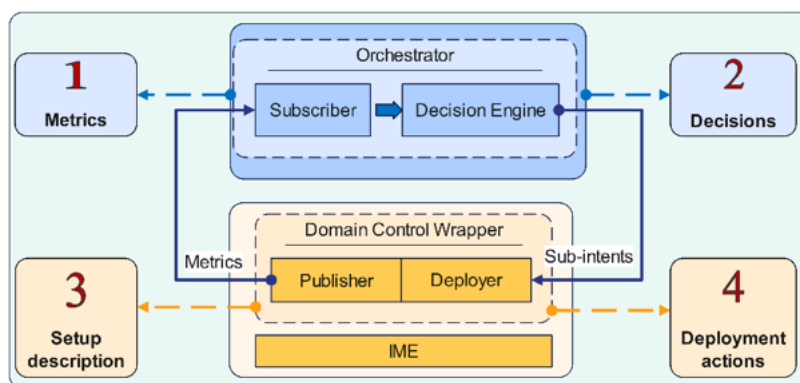 1
Metrics
Orchestrator
Subscriber
Decision Engine
2
Decisions
Domain Control Wrapper
Metrics
Sub-intents
Publisher
Deployer
IME
3
Setup
description
4
Deployment
actions